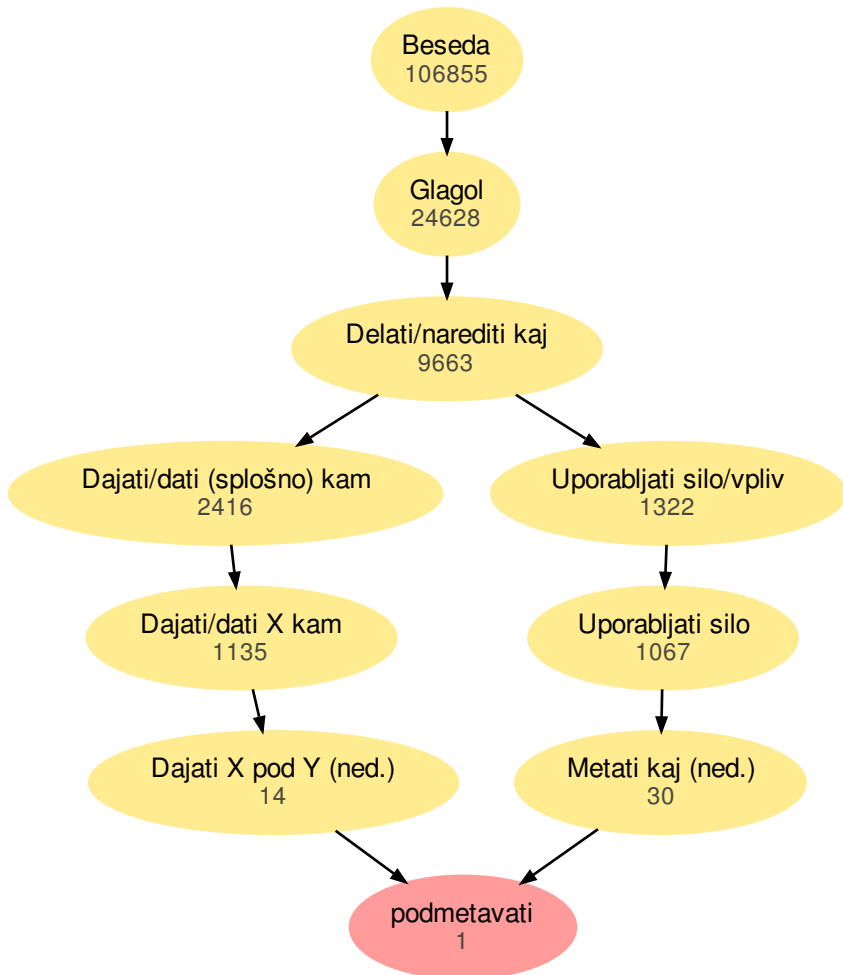 Beseda
106855
Glagol
24628
Delati/narediti kaj
9663
Dajati/dati (splošno) kam
2416
Uporabljati silo/vpliv
1322
Dajati/dati X kam
1135
Uporabljati silo
1067
Dajati X pod Y (ned.)
14
Metati kaj (ned.)
30
podmetavati
1